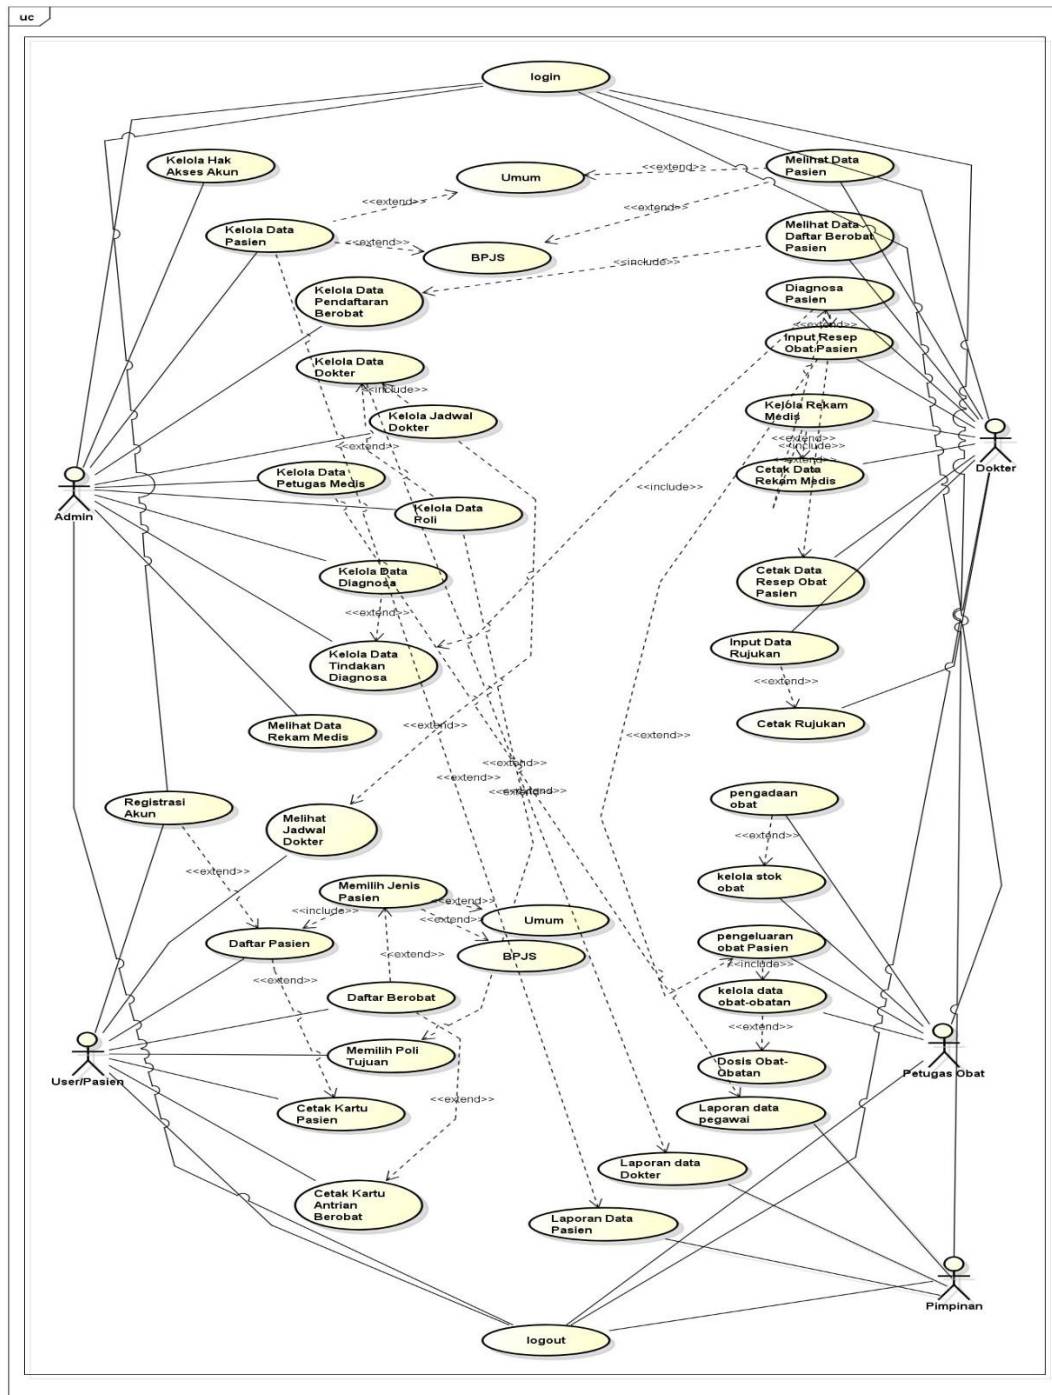 uc
login
Kelola Hak
Akses Akun
Umum
<<extend>>
Melihat Data
Pasien
<<extend>>
<<extend>>
Kelola Data
Pasien
<<extend>>
BPJS
Melihat Data
Daftar Berobat
Pasien
<<include>>
Kelola Data
Pendaftaran
Berobat
Diagnosa
Pasien
<<extend>>
Input Resep
Obat Pasien
Kelola Data
Dokter
<<include>>
Kelola Jadwal
Dokter
Kelola Rekam
Medis
<<extend>>
<<include>>
<<extend>>
<<extend>>
Kelola Data
Petugas Medis
Cetak Data
Rekam Medis
Dokter
Admin
<<include>>
Kelola Data
Poli
Kelola Data
Diagnosa
Cetak Data
Resep Obat
Pasien
<<extend>>
Kelola Data
Tindakan
Diagnosa
Input Data
Rujukan
<<extend>>
Melihat Data
Rekam Medis
<<extend>>
<<extend>>
Cetak Rujukan
<<extend>>
<<extend>>
<<extend>>
Registrasi
Akun
Melihat
Jadwal
Dokter
pengadaan
obat
<<extend>>
<<extend>>
kelola stok
obat
Memilih Jenis
Pasien
<<extend>>
<<include>>
<<extend>>
Umum
Daftar Pasien
BPJS
<<extend>>
<<extend>>
pengeluaran
obat Pasien
<<include>>
kelola data
obat-obatan
Daftar Berobat
<<extend>>
Memilih Poli
Tujuan
Dosis Obat-
Obatan
User/Pasien
Petugas Obat
<<extend>>
Cetak Kartu
Pasien
Laporan data
pegawai
Laporan data
Dokter
Cetak Kartu
Antrian
Berobat
Laporan Data
Pasien
Pimpinan
logout